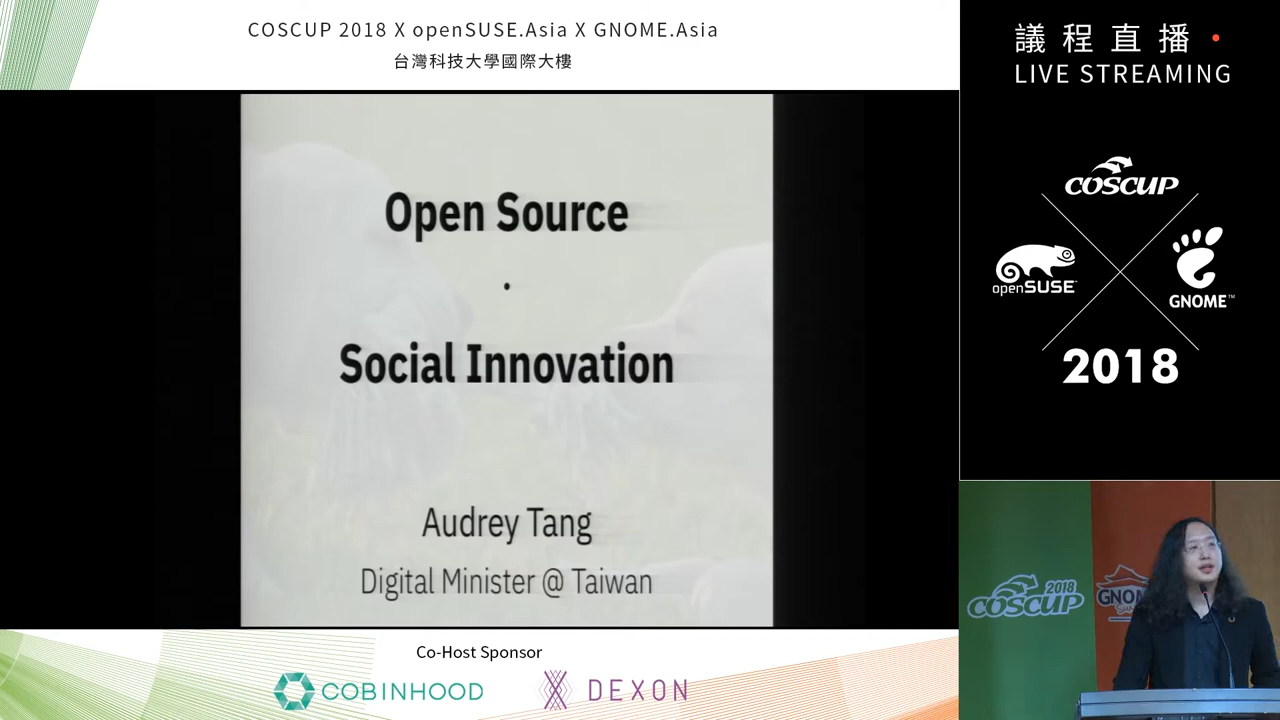 COSCUP 2018 X openSUSE.Asia X GNOME.Asia
台灣科技大學國際大樓
Open Source
·
Social Innovation
Audrey Tang
Digital Minister @ Taiwan
Co-Host Sponsor
COBINHOOD
DEXON
議程直播
LIVE STREAMING
COSCUP
openSUSE
GNOME™
2018
2018
COSCUP
GNOM